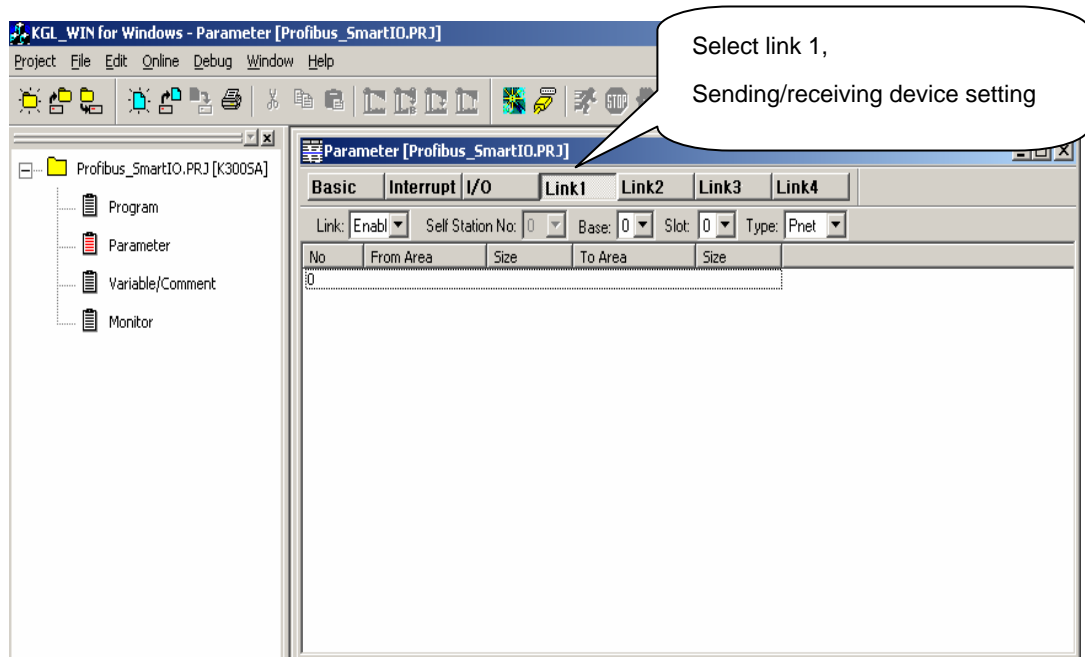 KGL_WIN for Windows - Parameter [Profibus_SmartIO.PRJ]
Select link 1,
Sending/receiving device setting
Project File Edit Online Debug Window Help
STOP
Profibus_SmartIO.PRJ [K300SA]
Program
Parameter
Variable/Comment
Monitor
Parameter [Profibus_SmartIO.PRJ]
Basic Interrupt I/O Link1 Link2 Link3 Link4
Link: Enabl Self Station No: 0 Base: 0 Slot: 0 Type: Pnet
No From Area Size To Area Size
0